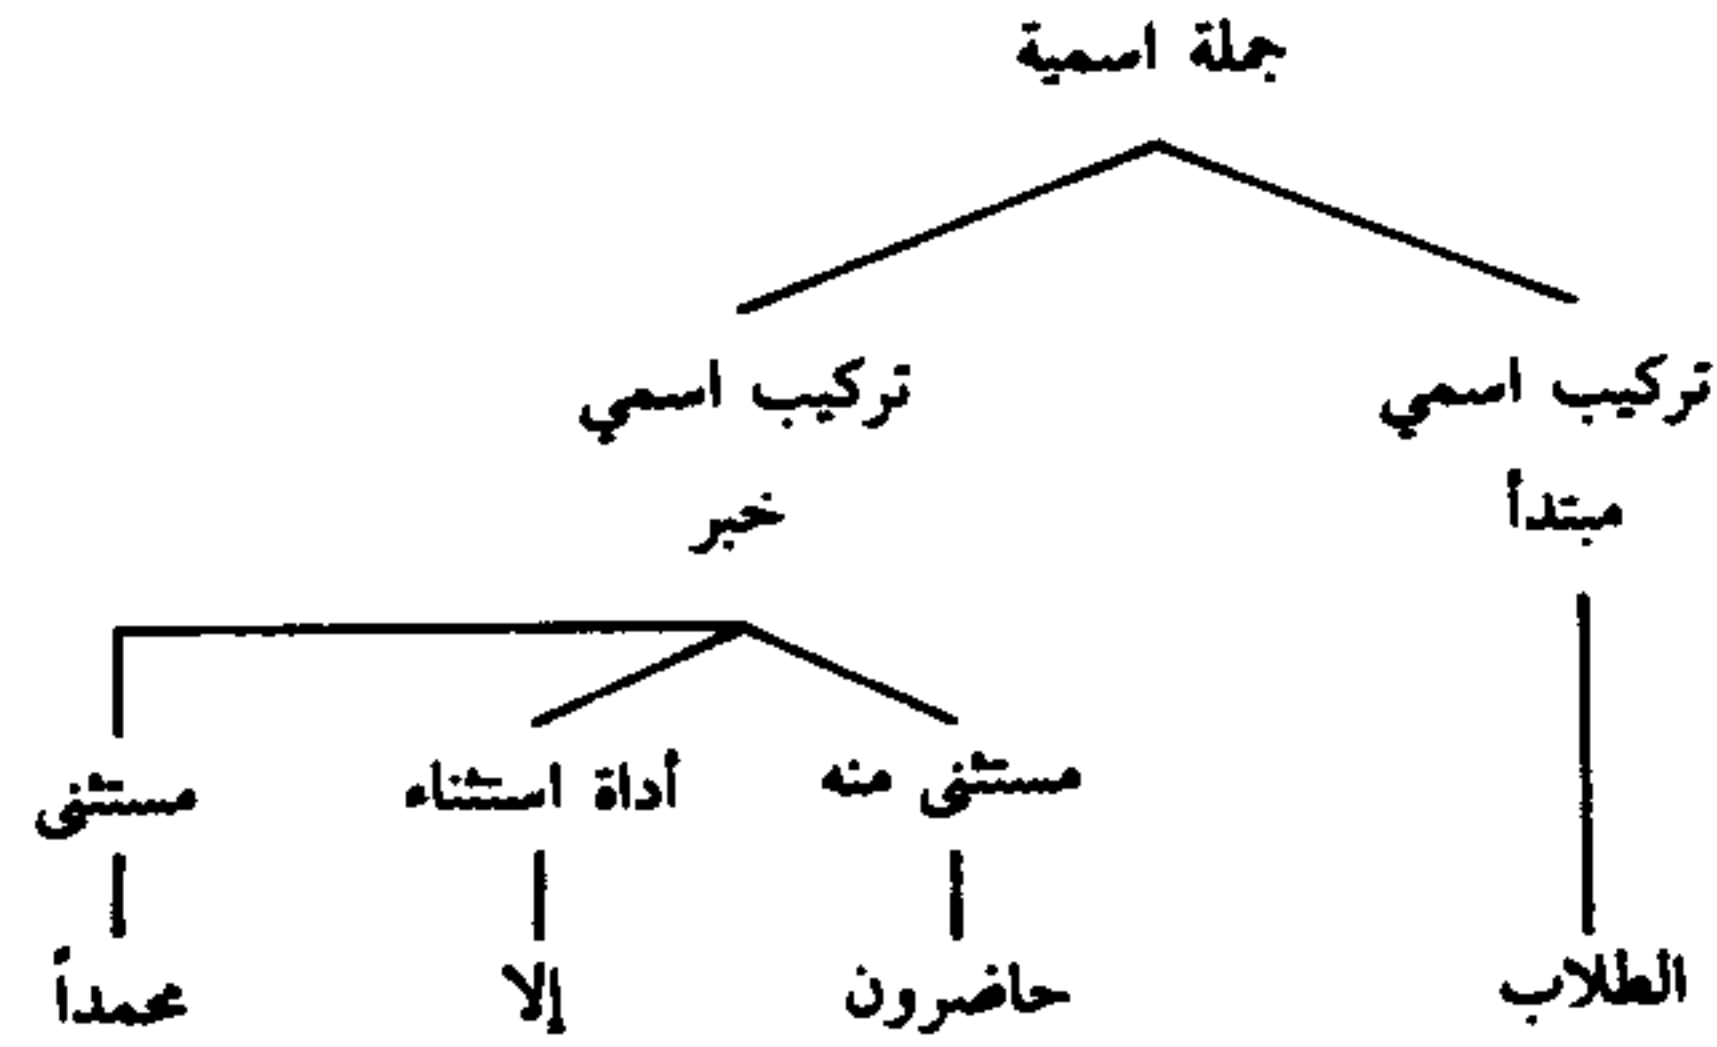 جملة اسمية
تركيب اسمي تركيب اسمي
مبتدأ خبر
مستثنى منه أداة استثناء مستثنى
الطلاب حاضرون إلا محمداً